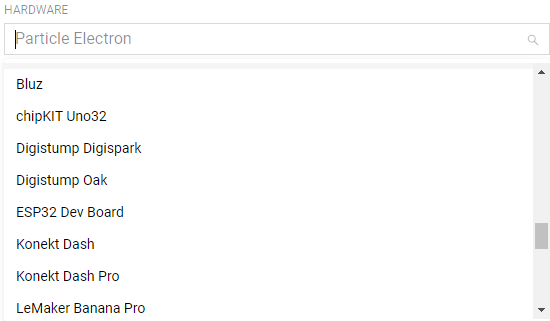 HARDWARE
Particle Electron
Bluz
chipKIT Uno32
Digistump Digispark
Digistump Oak
ESP32 Dev Board
Konekt Dash
Konekt Dash Pro
LeMaker Banana Pro